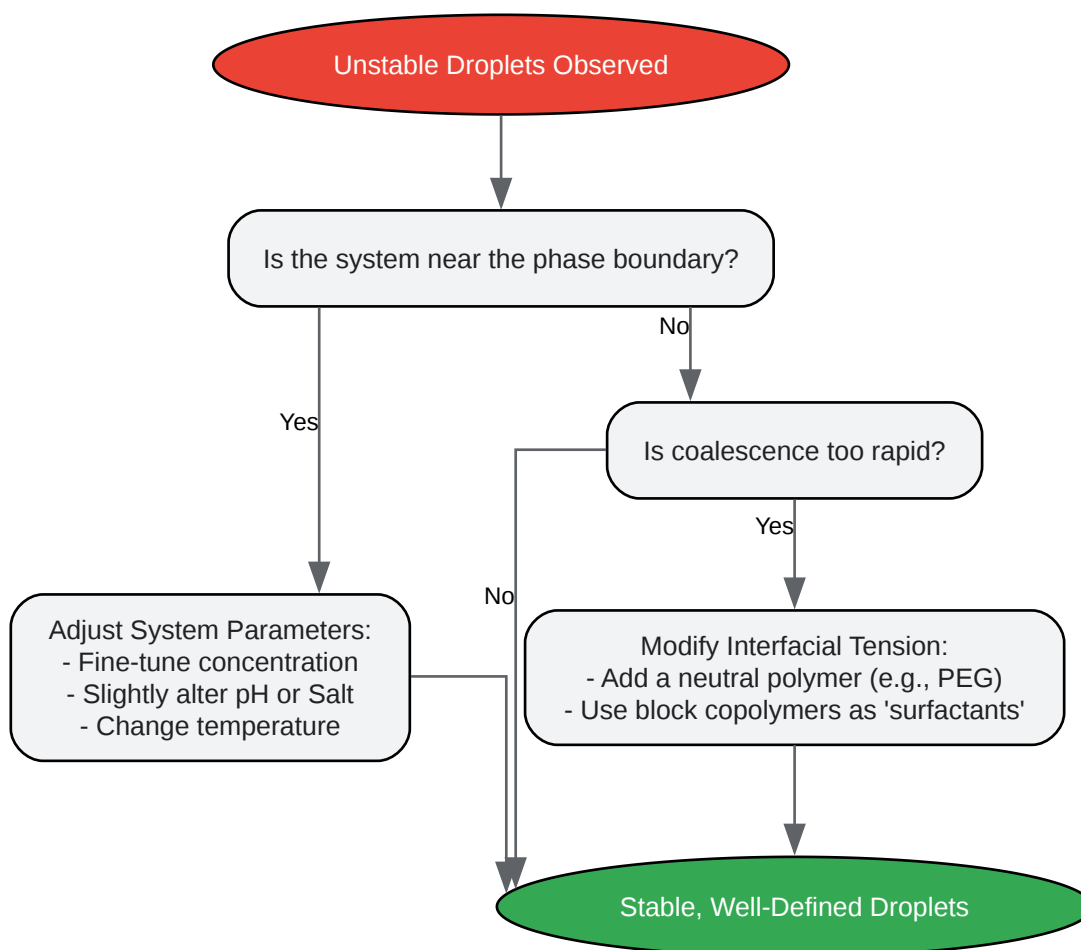 Unstable Droplets Observed
Is the system near the phase boundary?
No
Yes
Is coalescence too rapid?
Yes
No
Adjust System Parameters:
- Fine-tune concentration
- Slightly alter pH or Salt
- Change temperature
Modify Interfacial Tension:
- Add a neutral polymer (e.g., PEG)
- Use block copolymers as 'surfactants'
Stable, Well-Defined Droplets